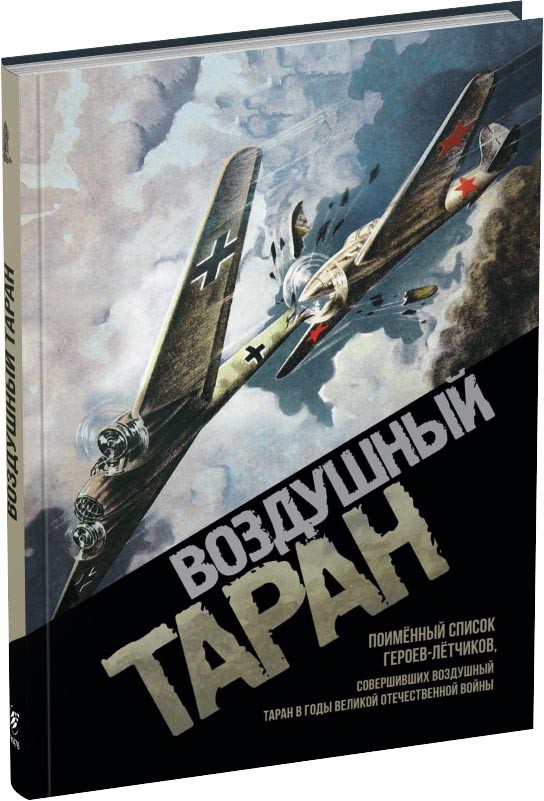 ВОЗДУШНЫЙ ТАРАН
ВОЗДУШНЫЙ
ТАРАН
ПОИМЁННЫЙ СПИСОК
ГЕРОЕВ-ЛЁТЧИКОВ,
СОВЕРШИВШИХ ВОЗДУШНЫЙ
ТАРАН В ГОДЫ ВЕЛИКОЙ ОТЕЧЕСТВЕННОЙ ВОЙНЫ